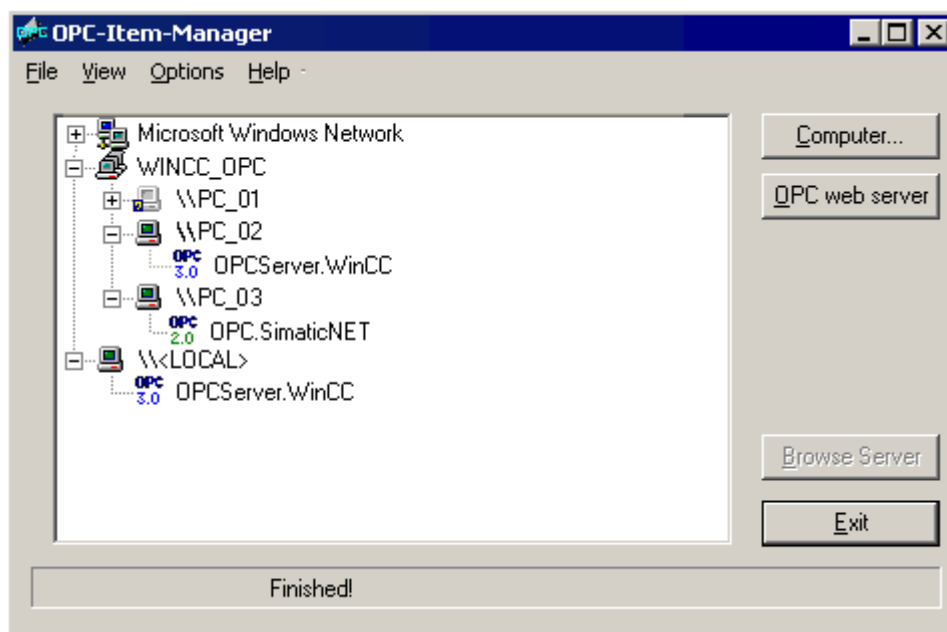 OPC OPC-Item-Manager
File View Options Help
Microsoft Windows Network
Computer...
WINCC_OPC
OPC web server
\\PC_01
\\PC_02
OPC 3.0 OPCServer.WinCC
\\PC_03
OPC 2.0 OPC.SimaticNET
\\<LOCAL>
OPC 3.0 OPCServer.WinCC
Browse Server
Exit
Finished!